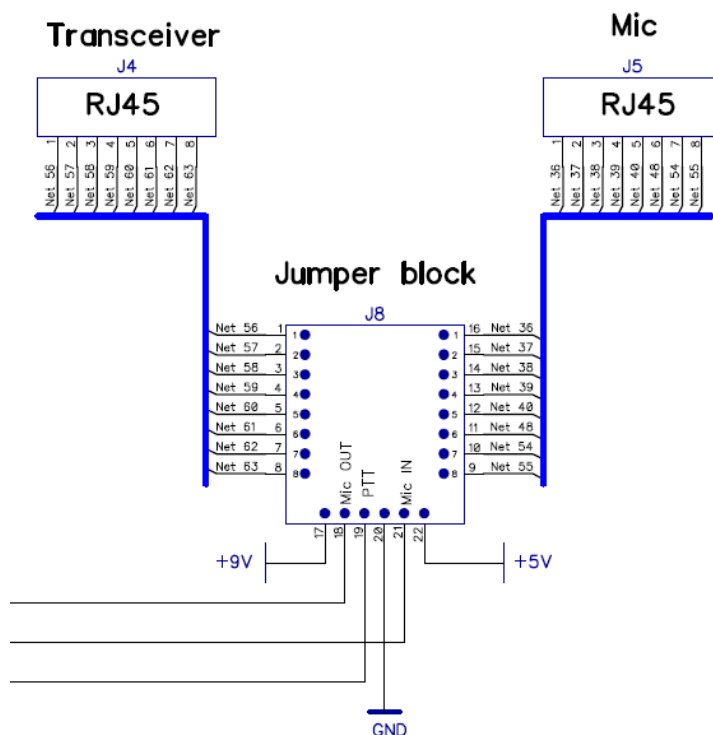 Transceiver
Mic
J4
J5
RJ45
RJ45
1 2 3 4 5 6 7 8
1 2 3 4 5 6 7 8
Net 56 Net 57 Net 58 Net 59 Net 60 Net 61 Net 62 Net 63
Net 36 Net 37 Net 38 Net 39 Net 40 Net 48 Net 54 Net 55
Jumper block
J8
Net 56 1 1 1 16 Net 36
Net 57 2 2 2 15 Net 37
Net 58 3 3 3 14 Net 38
Net 59 4 4 4 13 Net 39
Net 60 5 5 5 12 Net 40
Net 61 6 6 6 11 Net 48
Net 62 7 7 7 10 Net 54
Net 63 8 8 8 9 Net 55
Mic OUT
PTT
Mic IN
17 18 19 20 21 22
+9V
+5V
GND